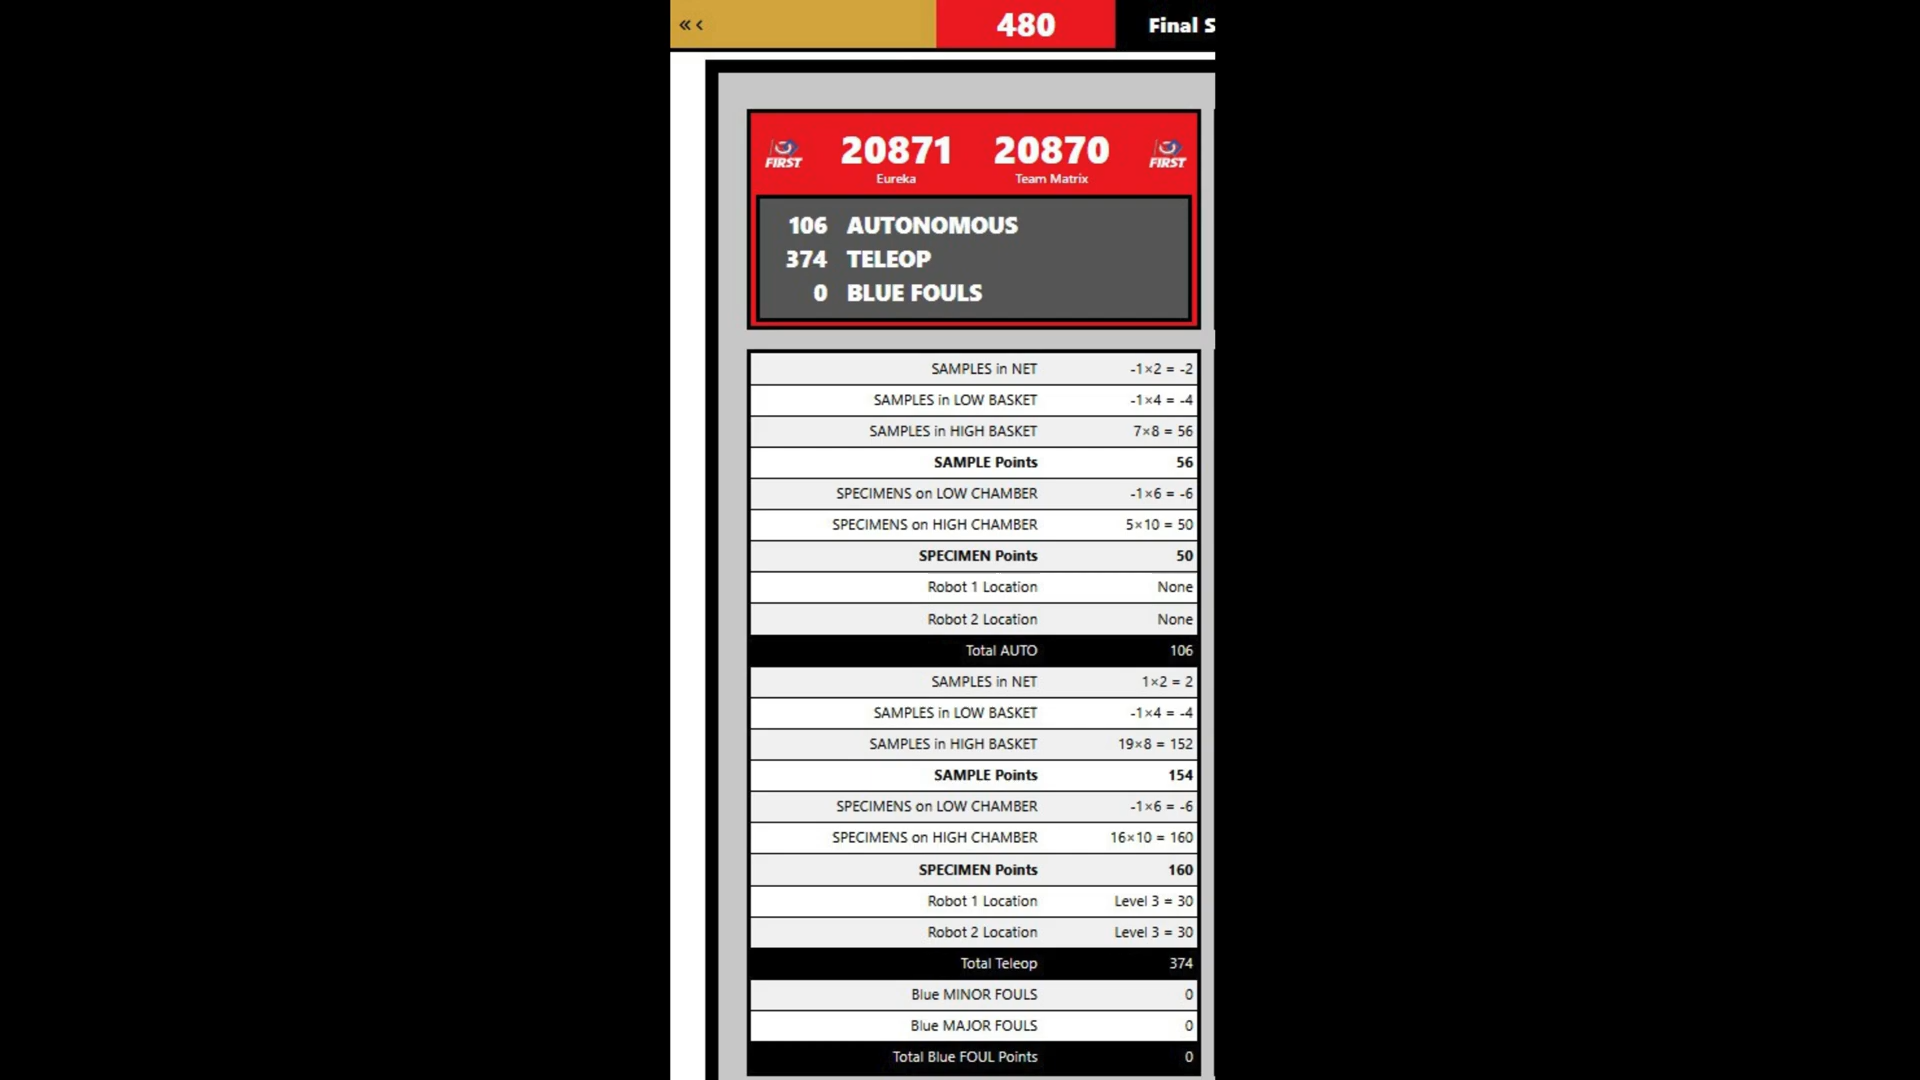 «‹ 480 Final S
FIRST 20871 20870 FIRST
Eureka Team Matrix
106 AUTONOMOUS
374 TELEOP
0 BLUE FOULS
SAMPLES in NET -1×2 = -2
SAMPLES in LOW BASKET -1×4 = -4
SAMPLES in HIGH BASKET 7×8 = 56
SAMPLE Points 56
SPECIMENS on LOW CHAMBER -1×6 = -6
SPECIMENS on HIGH CHAMBER 5×10 = 50
SPECIMEN Points 50
Robot 1 Location None
Robot 2 Location None
Total AUTO 106
SAMPLES in NET 1×2 = 2
SAMPLES in LOW BASKET -1×4 = -4
SAMPLES in HIGH BASKET 19×8 = 152
SAMPLE Points 154
SPECIMENS on LOW CHAMBER -1×6 = -6
SPECIMENS on HIGH CHAMBER 16×10 = 160
SPECIMEN Points 160
Robot 1 Location Level 3 = 30
Robot 2 Location Level 3 = 30
Total Teleop 374
Blue MINOR FOULS 0
Blue MAJOR FOULS 0
Total Blue FOUL Points 0